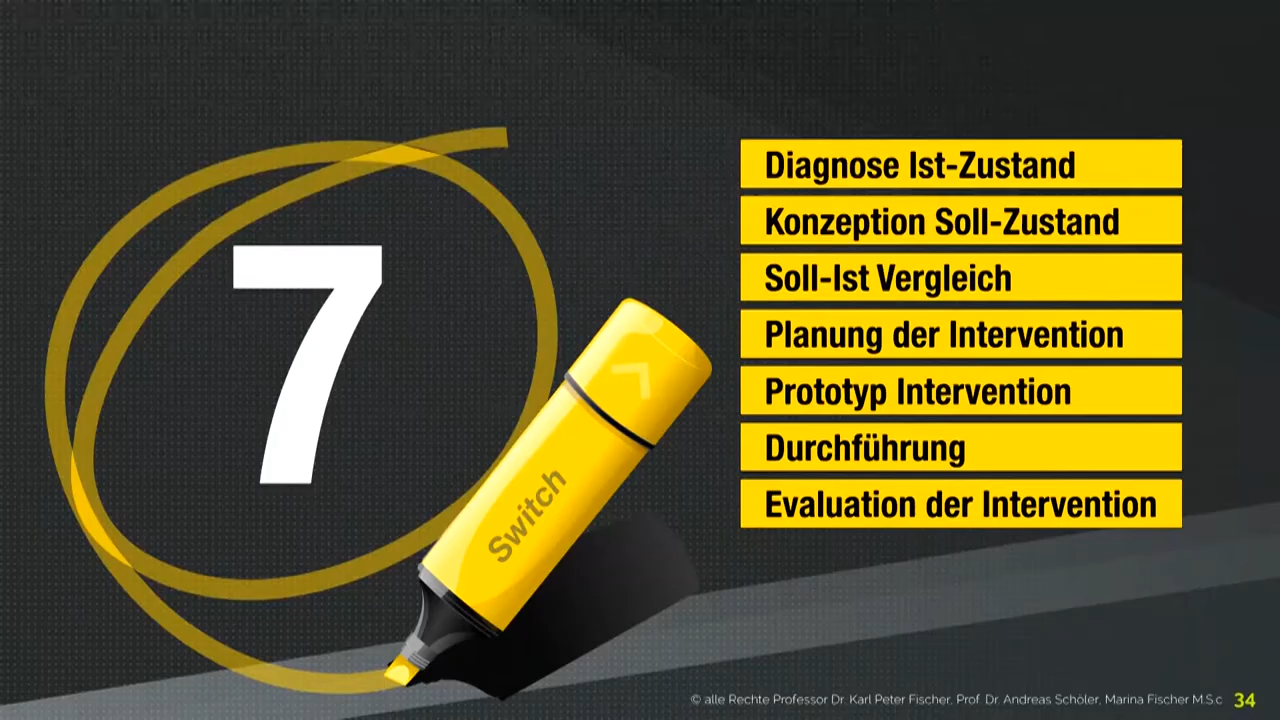 7
Switch
Diagnose Ist-Zustand
Konzeption Soll-Zustand
Soll-Ist Vergleich
Planung der Intervention
Prototyp Intervention
Durchführung
Evaluation der Intervention
© alle Rechte Professor Dr. Karl Peter Fischer, Prof. Dr. Andreas Schöler, Marina Fischer M.S.c 34